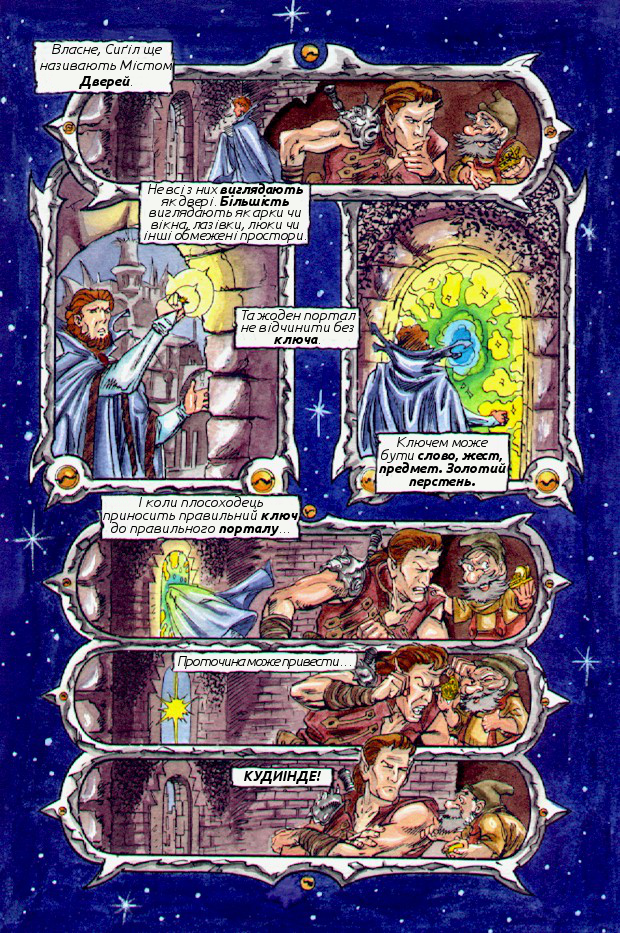 Власне, Сиґіл ще
називають Містом
Дверей.
Не всі з них виглядають
як двері. Більшість
виглядають як арки чи
вікна, лазівки, люки чи
інші обмежені простори.
Та жоден портал
не відчинити без
ключа.
Ключем може
бути слово, жест,
предмет. Золотий
перстень.
І коли плосоходець
приносить правильний ключ
до правильного порталу...
Проточина може привести...
КУДИІНДЕ!